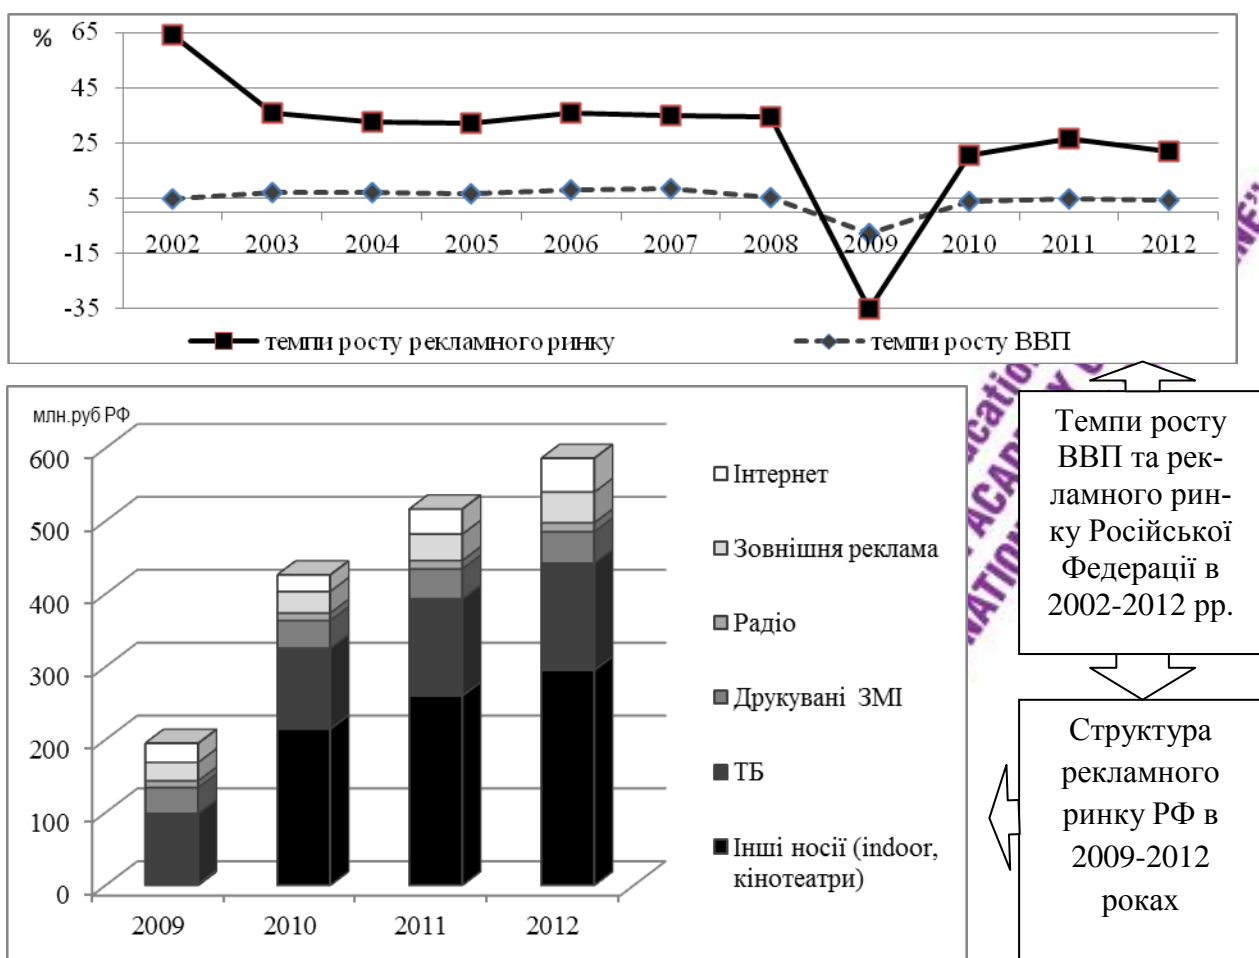 %
65
45
25
5
-15
-35
2002 2003 2004 2005 2006 2007 2008 2009 2010 2011 2012
темпи росту рекламного ринку темпи росту ВВП
млн.руб РФ
600
500
400
300
200
100
0
2009 2010 2011 2012
Інтернет
Зовнішня реклама
Радіо
Друкувані ЗМІ
ТБ
Інші носії (indoor,
кінотеатри)
Темпи росту
ВВП та рек-
ламного рин-
ку Російської
Федерації в
2002-2012 рр.
Структура
рекламного
ринку РФ в
2009-2012
роках